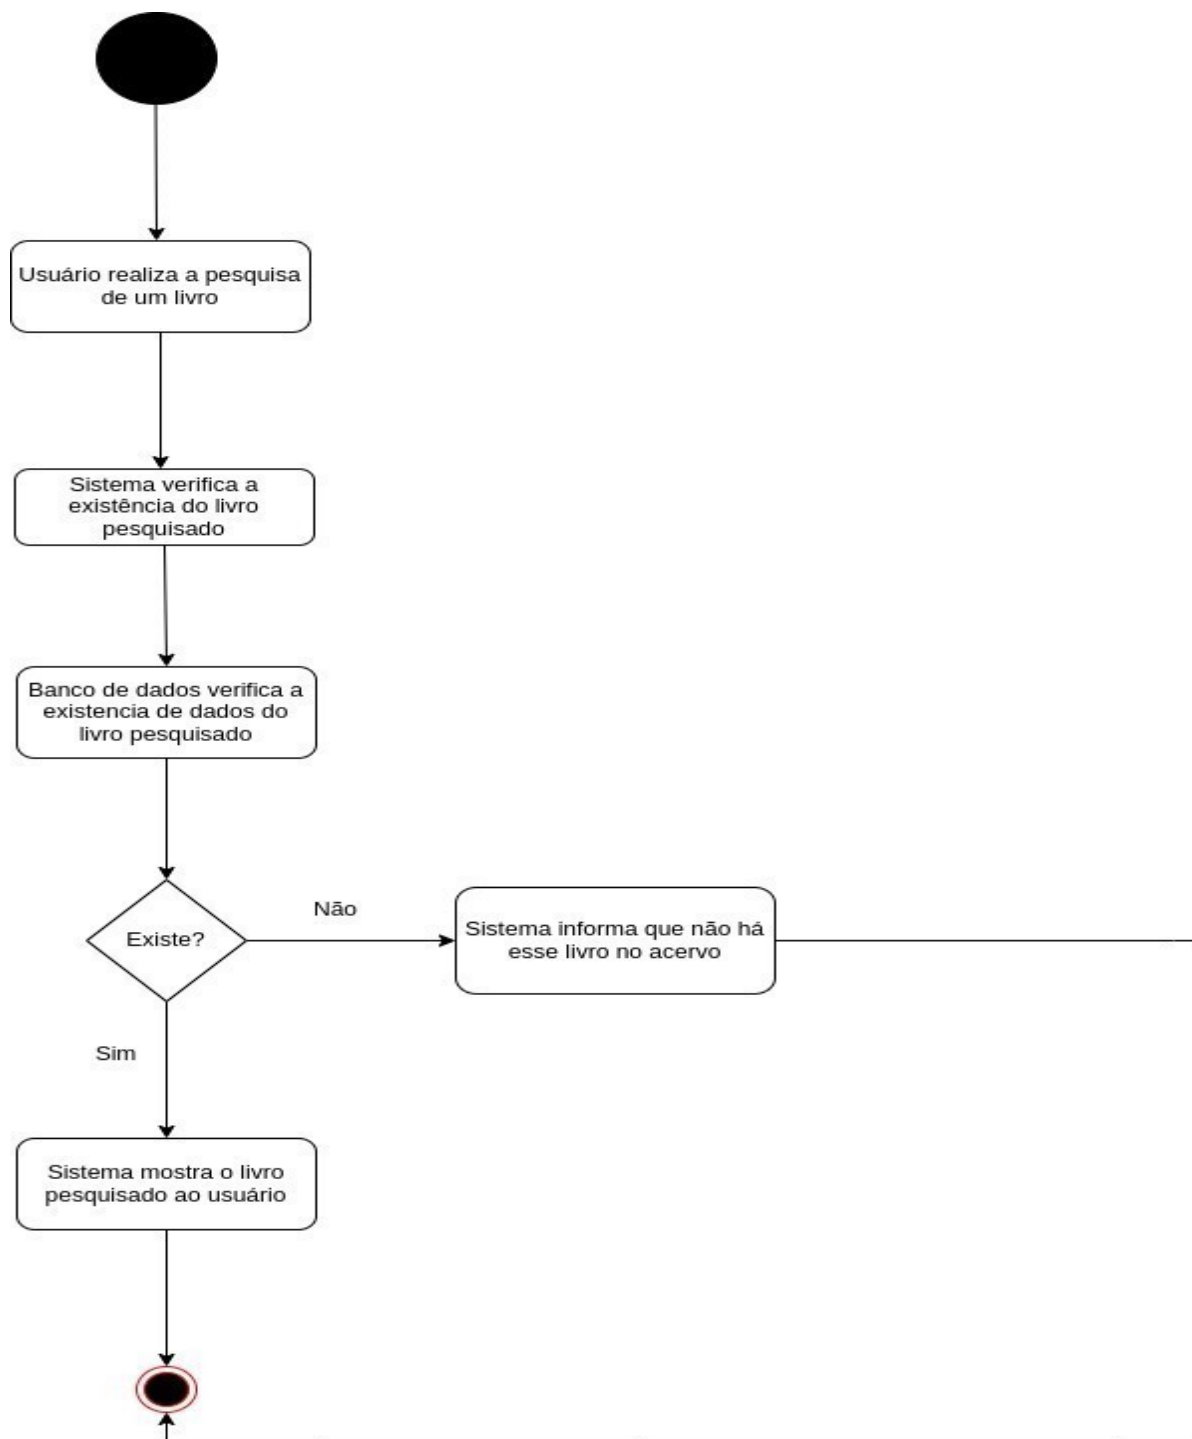 Usuário realiza a pesquisa
de um livro
Sistema verifica a
existência do livro
pesquisado
Banco de dados verifica a
existencia de dados do
livro pesquisado
Existe?
Não
Sistema informa que não há
esse livro no acervo
Sim
Sistema mostra o livro
pesquisado ao usuário